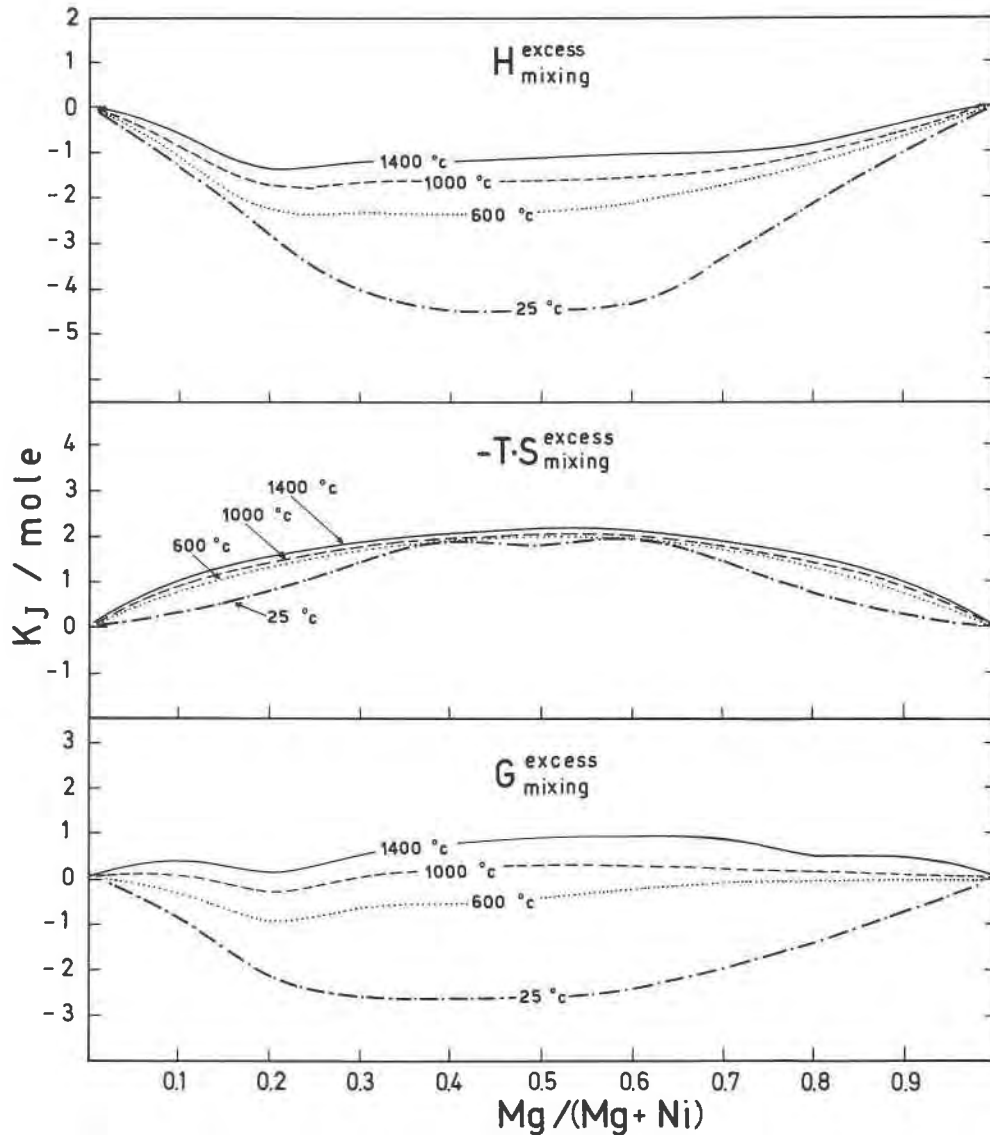 2
1
0
-1
-2
-3
-4
-5
H excess mixing
1400 °c
1000 °c
600 °c
25 °c
KJ / mole
4
3
2
1
0
-1
-T·S excess mixing
1400 °c
1000 °c
600 °c
25 °c
3
2
1
0
-1
-2
-3
G excess mixing
1400 °c
1000 °c
600 °c
25 °c
0.1 0.2 0.3 0.4 0.5 0.6 0.7 0.8 0.9
Mg/(Mg+Ni)